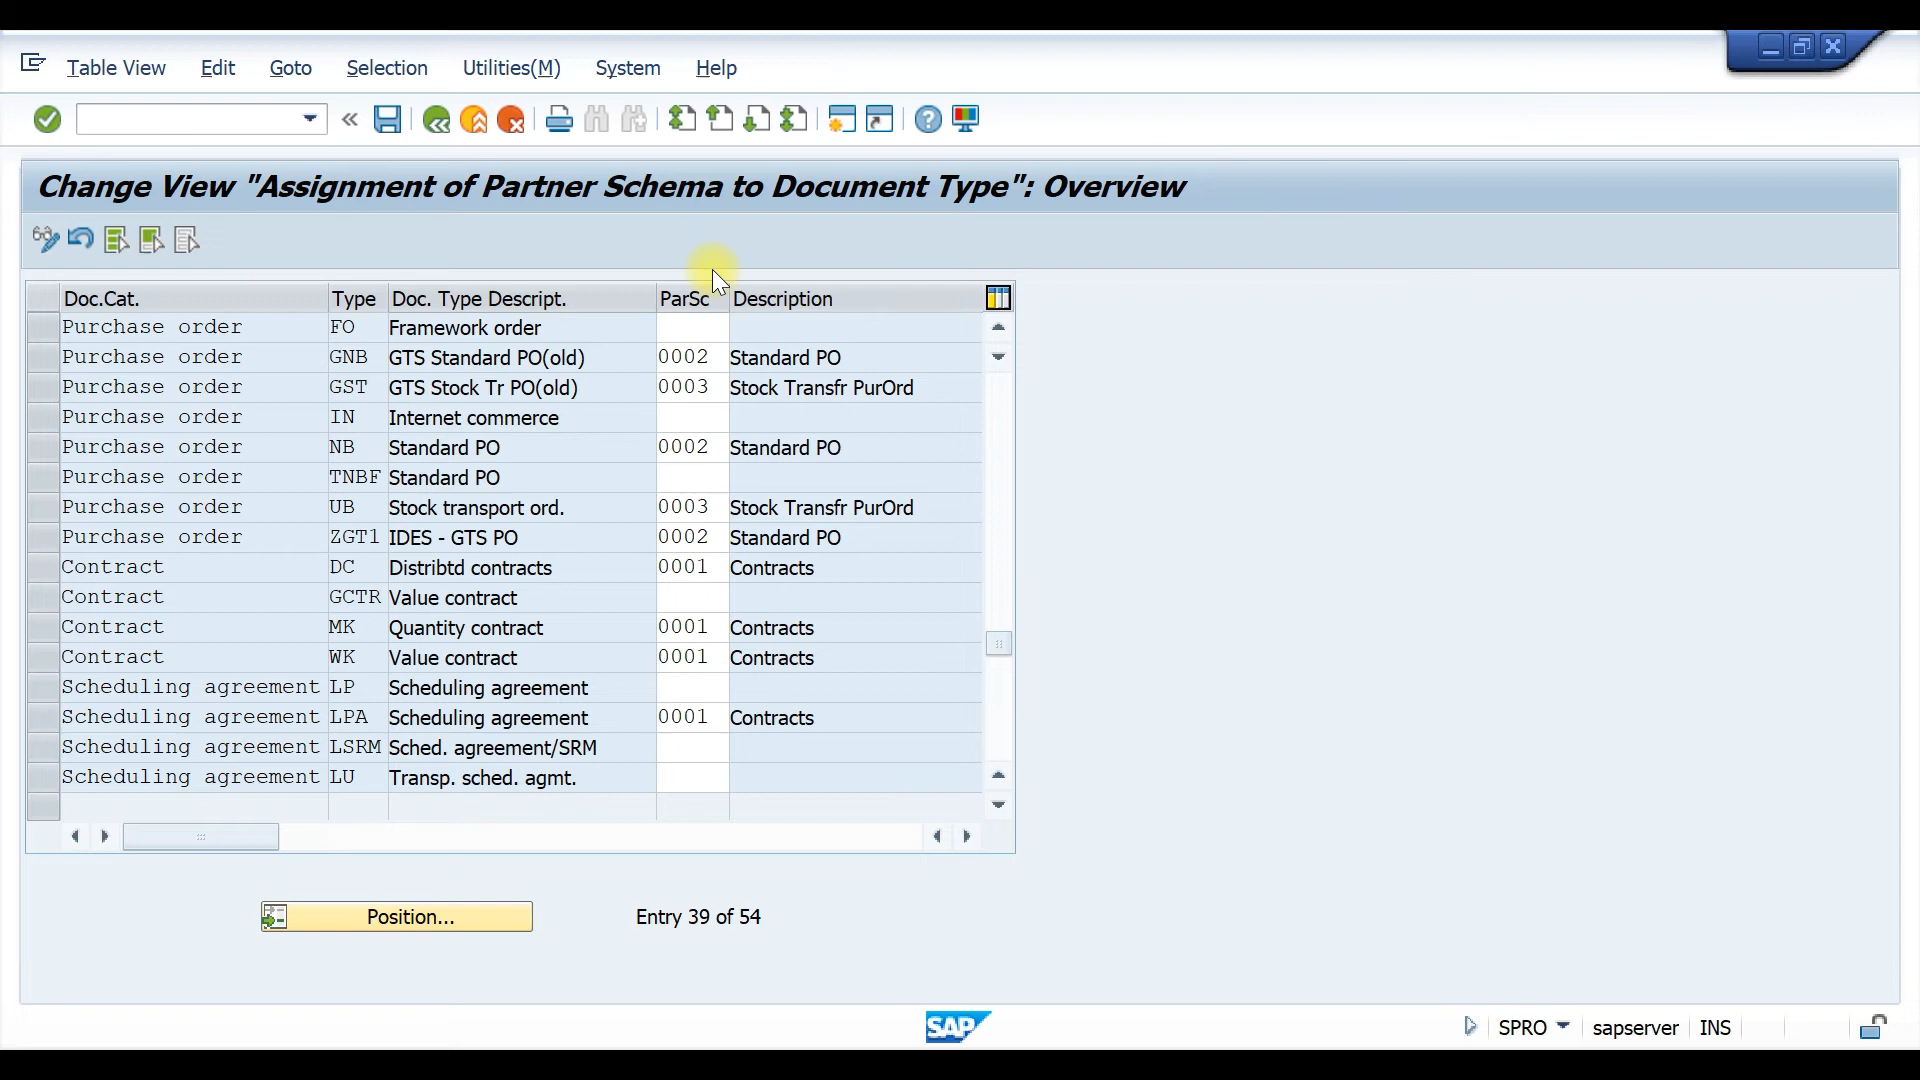 Table View Edit Goto Selection Utilities(M) System Help
Change View "Assignment of Partner Schema to Document Type": Overview
Doc.Cat. Type Doc. Type Descript. ParSc Description
Purchase order FO Framework order
Purchase order GNB GTS Standard PO(old) 0002 Standard PO
Purchase order GST GTS Stock Tr PO(old) 0003 Stock Transfr PurOrd
Purchase order IN Internet commerce
Purchase order NB Standard PO 0002 Standard PO
Purchase order TNBF Standard PO
Purchase order UB Stock transport ord. 0003 Stock Transfr PurOrd
Purchase order ZGT1 IDES - GTS PO 0002 Standard PO
Contract DC Distribtd contracts 0001 Contracts
Contract GCTR Value contract
Contract MK Quantity contract 0001 Contracts
Contract WK Value contract 0001 Contracts
Scheduling agreement LP Scheduling agreement
Scheduling agreement LPA Scheduling agreement 0001 Contracts
Scheduling agreement LSRM Sched. agreement/SRM
Scheduling agreement LU Transp. sched. agmt.
Position... Entry 39 of 54
SAP SPRO sapserver INS